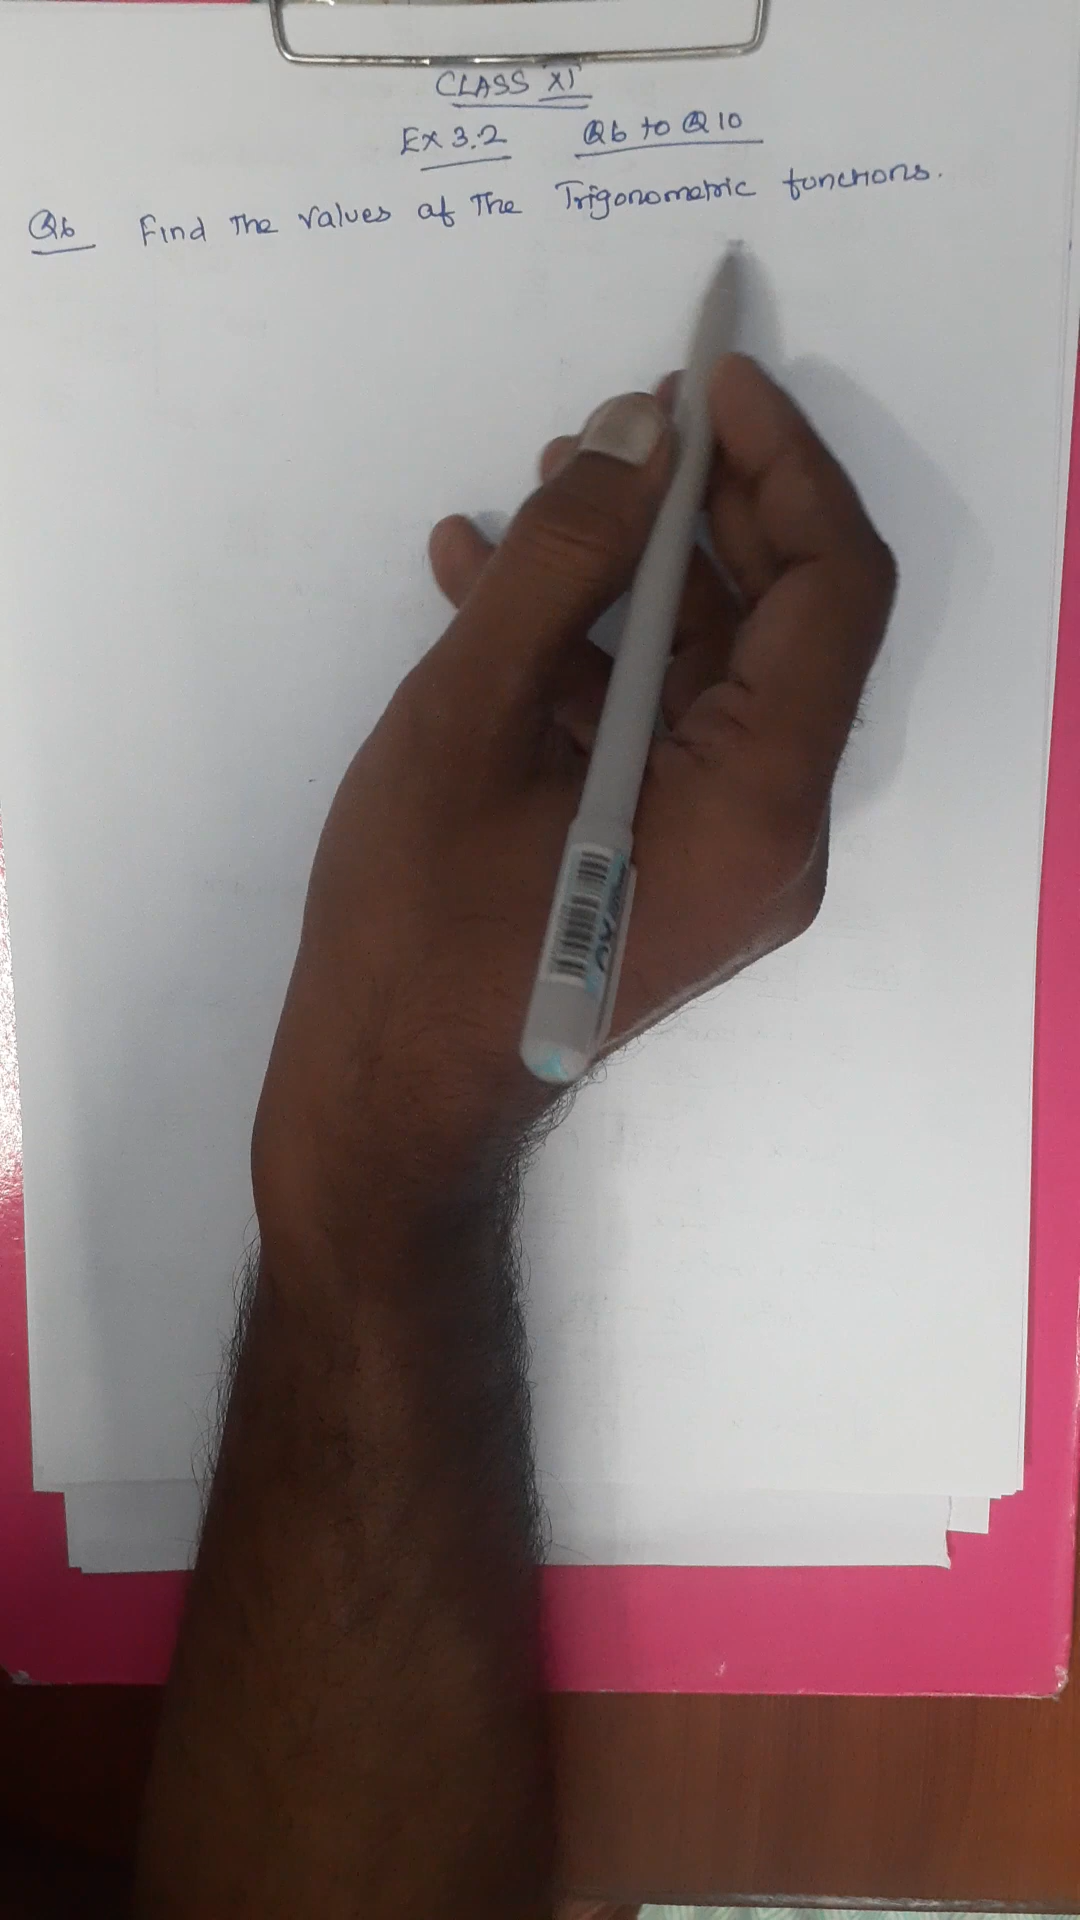 CLASS XI
EX 3.2 Q6 to Q10
Q6 Find The Values of The Trigonometric functions.